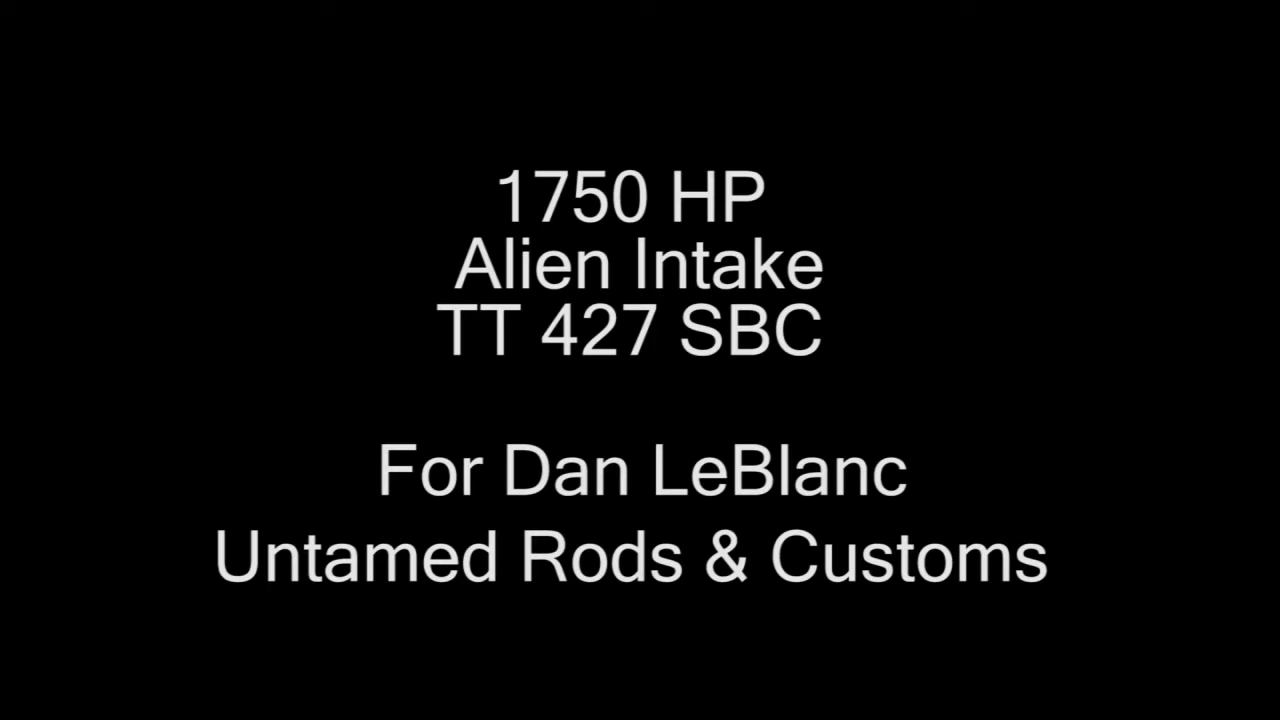 1750 HP
Alien Intake
TT 427 SBC
For Dan LeBlanc
Untamed Rods & Customs